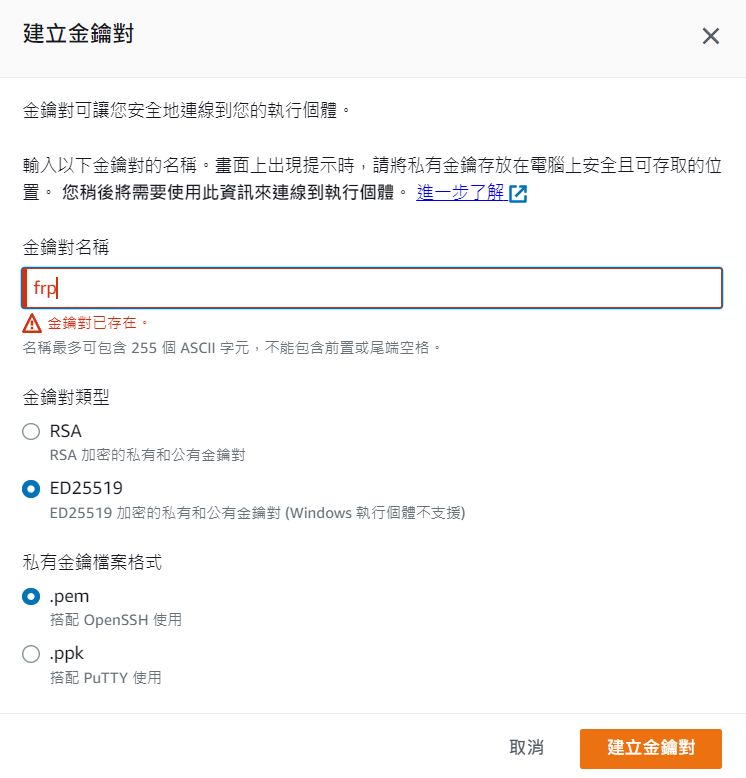 建立金鑰對
金鑰對可讓您安全地連線到您的執行個體。
輸入以下金鑰對的名稱。畫面上出現提示時，請將私有金鑰存放在電腦上安全且可存取的位
置。 您稍後將需要使用此資訊來連線到執行個體。 進一步了解
金鑰對名稱
frp
金鑰對已存在。
名稱最多可包含 255 個 ASCII 字元，不能包含前置或尾端空格。
金鑰對類型
RSA
RSA 加密的私有和公有金鑰對
ED25519
ED25519 加密的私有和公有金鑰對 (Windows 執行個體不支援)
私有金鑰檔案格式
.pem
搭配 OpenSSH 使用
.ppk
搭配 PuTTY 使用
取消
建立金鑰對